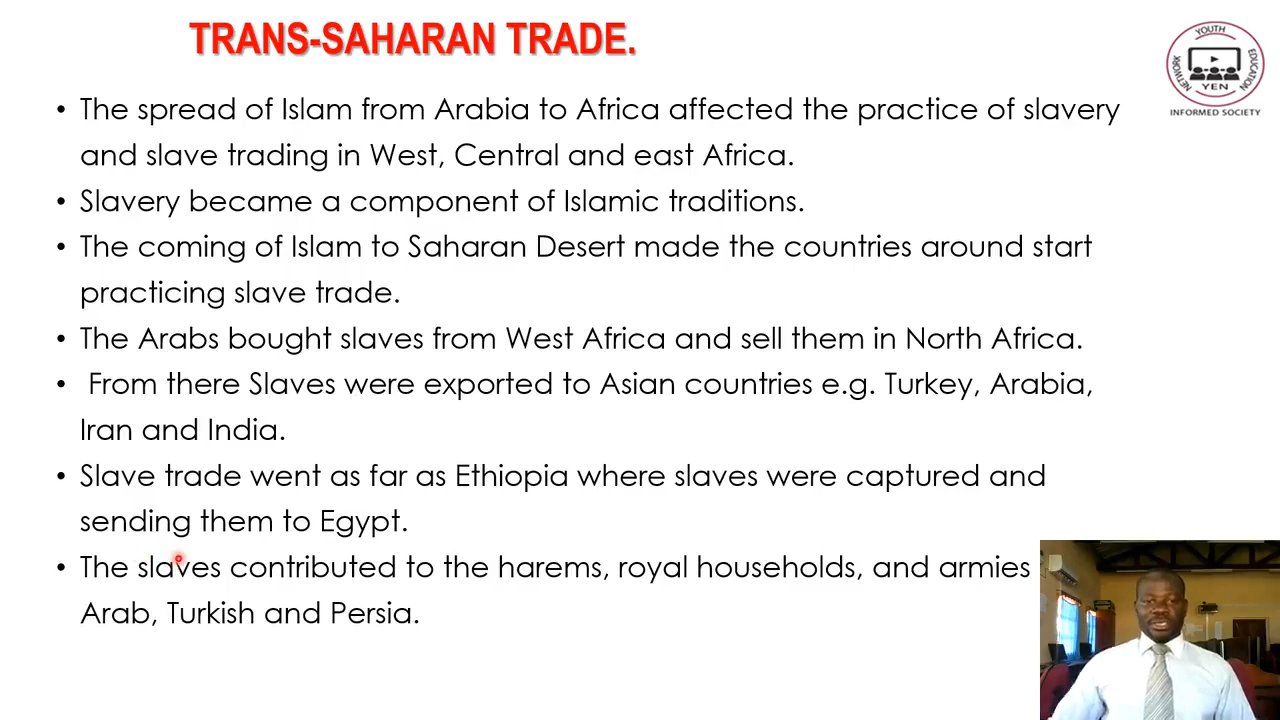 TRANS-SAHARAN TRADE.
YOUTH
EDUCATION
NETWORK
YEN
INFORMED SOCIETY
• The spread of Islam from Arabia to Africa affected the practice of slavery
and slave trading in West, Central and east Africa.
• Slavery became a component of Islamic traditions.
• The coming of Islam to Saharan Desert made the countries around start
practicing slave trade.
• The Arabs bought slaves from West Africa and sell them in North Africa.
• From there Slaves were exported to Asian countries e.g. Turkey, Arabia,
Iran and India.
• Slave trade went as far as Ethiopia where slaves were captured and
sending them to Egypt.
• The slaves contributed to the harems, royal households, and armies
Arab, Turkish and Persia.